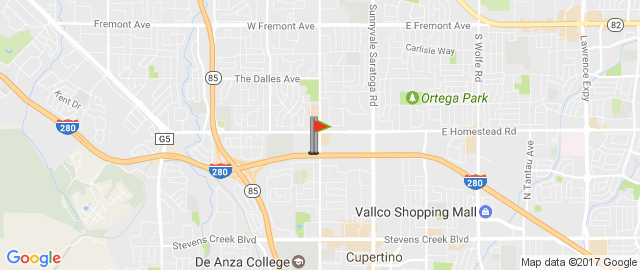 Fremont Ave
W Fremont Ave
E Fremont Ave
82
Carlisle Way
Sunnyvale Saratoga Rd
S Wolfe Rd
Lawrence Expy
85
The Dalles Ave
Kent Dr
Ortega Park
280
G5
E Homestead Rd
280
85
280
N Tantau Ave
Vallco Shopping Mall
Stevens Creek Blvd
Stevens Creek Blvd
De Anza College
Cupertino
Google
Map data ©2017 Google